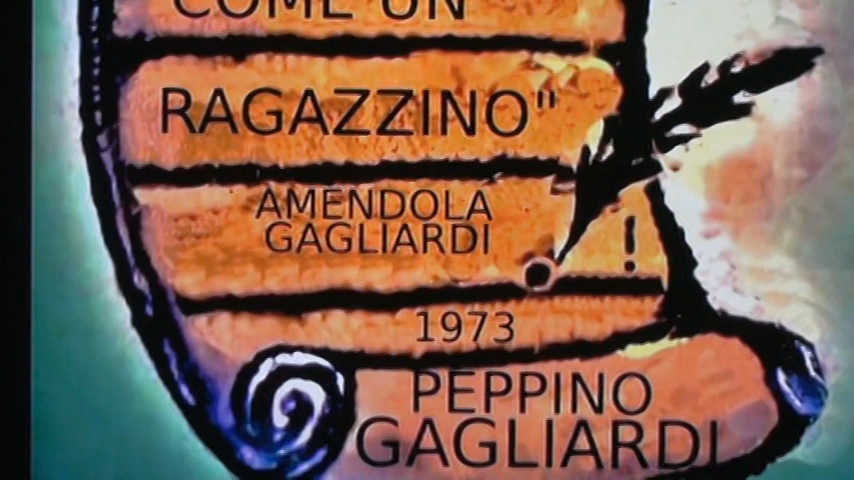 COME UN
RAGAZZINO"
AMENDOLA
GAGLIARDI
!
1973
PEPPINO
GAGLIARDI